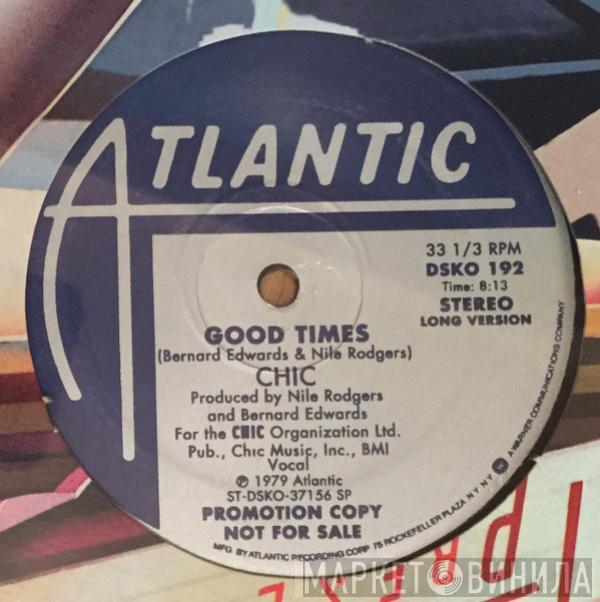 ATLANTIC
33 1/3 RPM
DSKO 192
Time: 8:13
STEREO
LONG VERSION
GOOD TIMES
(Bernard Edwards & Nile Rodgers)
CHIC
Produced by Nile Rodgers
and Bernard Edwards
For the CHIC Organization Ltd.
Pub., Chic Music, Inc., BMI
Vocal
℗ 1979 Atlantic
ST-DSKO-37156 SP
PROMOTION COPY
NOT FOR SALE
MFG. BY ATLANTIC RECORDING CORP 75 ROCKEFELLER PLAZA N Y N Y
A WARNER COMMUNICATIONS COMPANY
МАРКЕТ ВИНИЛА